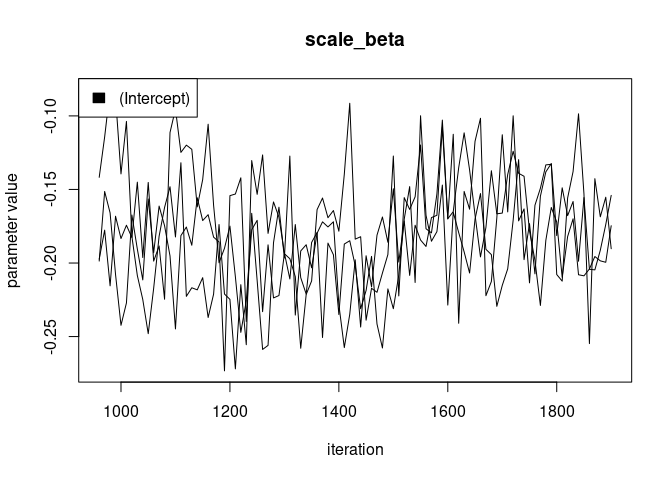 scale_beta
(Intercept)
-0.10
-0.15
-0.20
-0.25
parameter value
1000 1200 1400 1600 1800
iteration